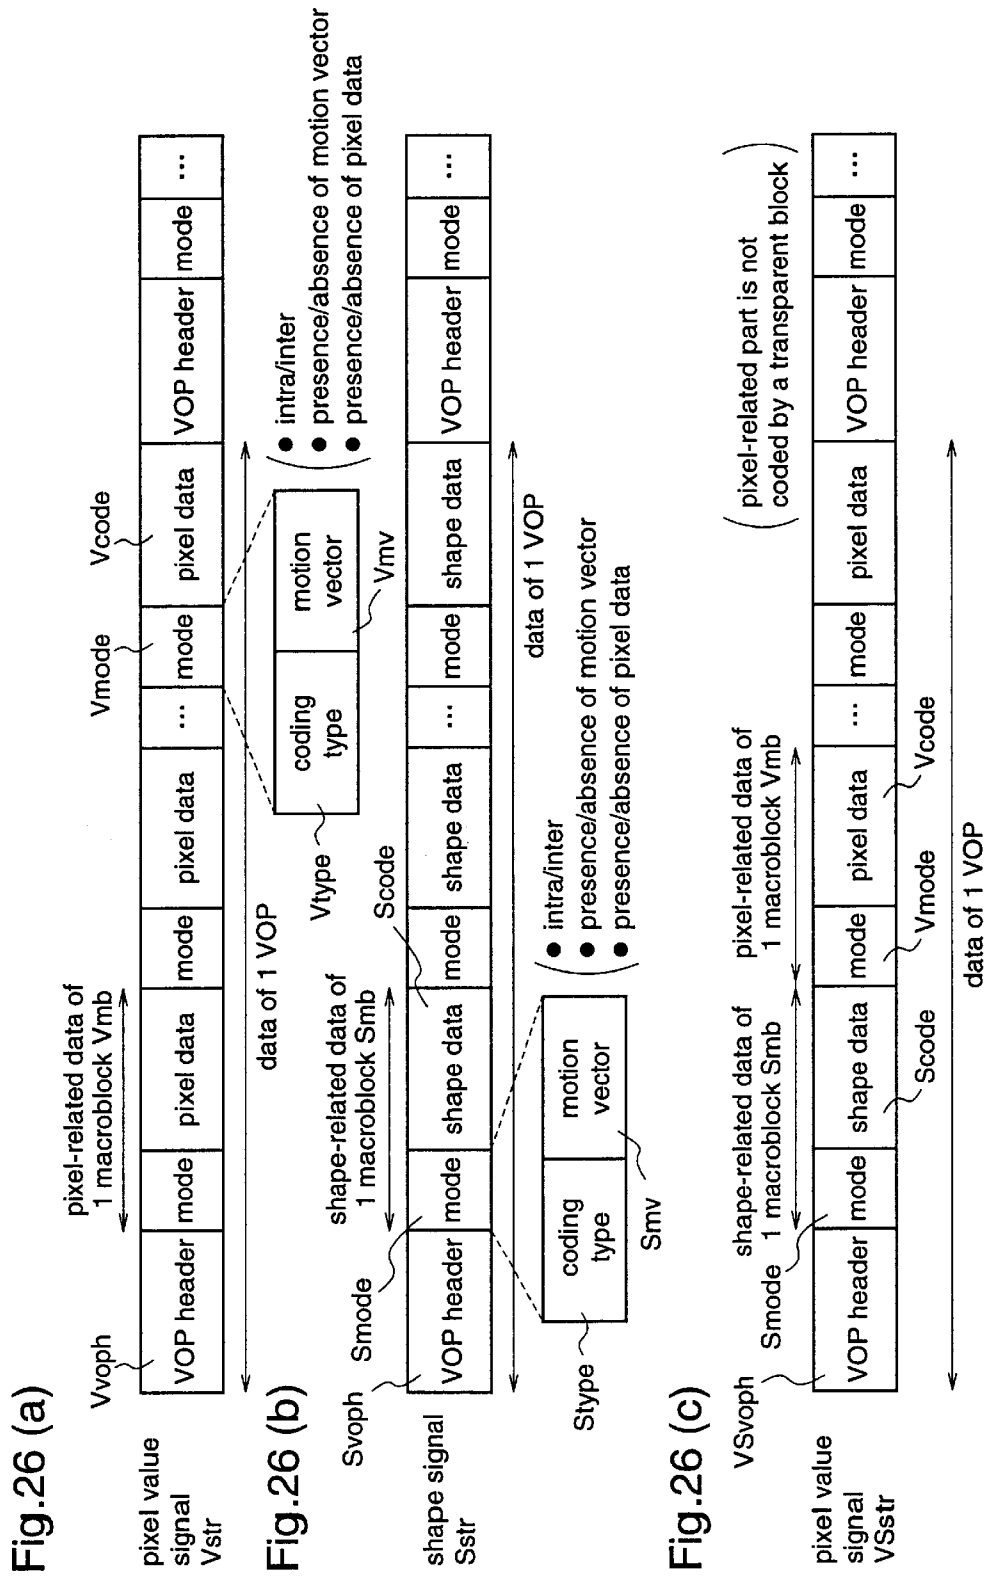 Fig.26 (a)
Vvoph
pixel-related data of
1 macroblock Vmb
Vmode
Vcode
pixel value
signal
Vstr
VOP header
mode
pixel data
mode
pixel data
...
mode
pixel data
VOP header
mode
...
data of 1 VOP
Vtype
coding
type
motion
vector
Vmv
● intra/inter
● presence/absence of motion vector
● presence/absence of pixel data
Fig.26 (b)
Svoph
Smode
shape-related data of
1 macroblock Smb
Scode
shape signal
Sstr
VOP header
mode
shape data
mode
shape data
...
mode
shape data
VOP header
mode
...
data of 1 VOP
Stype
coding
type
motion
vector
Smv
● intra/inter
● presence/absence of motion vector
● presence/absence of pixel data
Fig.26 (c)
VSvoph
Smode
shape-related data of
1 macroblock Smb
pixel-related data of
1 macroblock Vmb
(pixel-related part is not
coded by a transparent block)
pixel value
signal
VSstr
VOP header
mode
shape data
mode
pixel data
...
mode
pixel data
VOP header
mode
...
Scode
Vmode
Vcode
data of 1 VOP